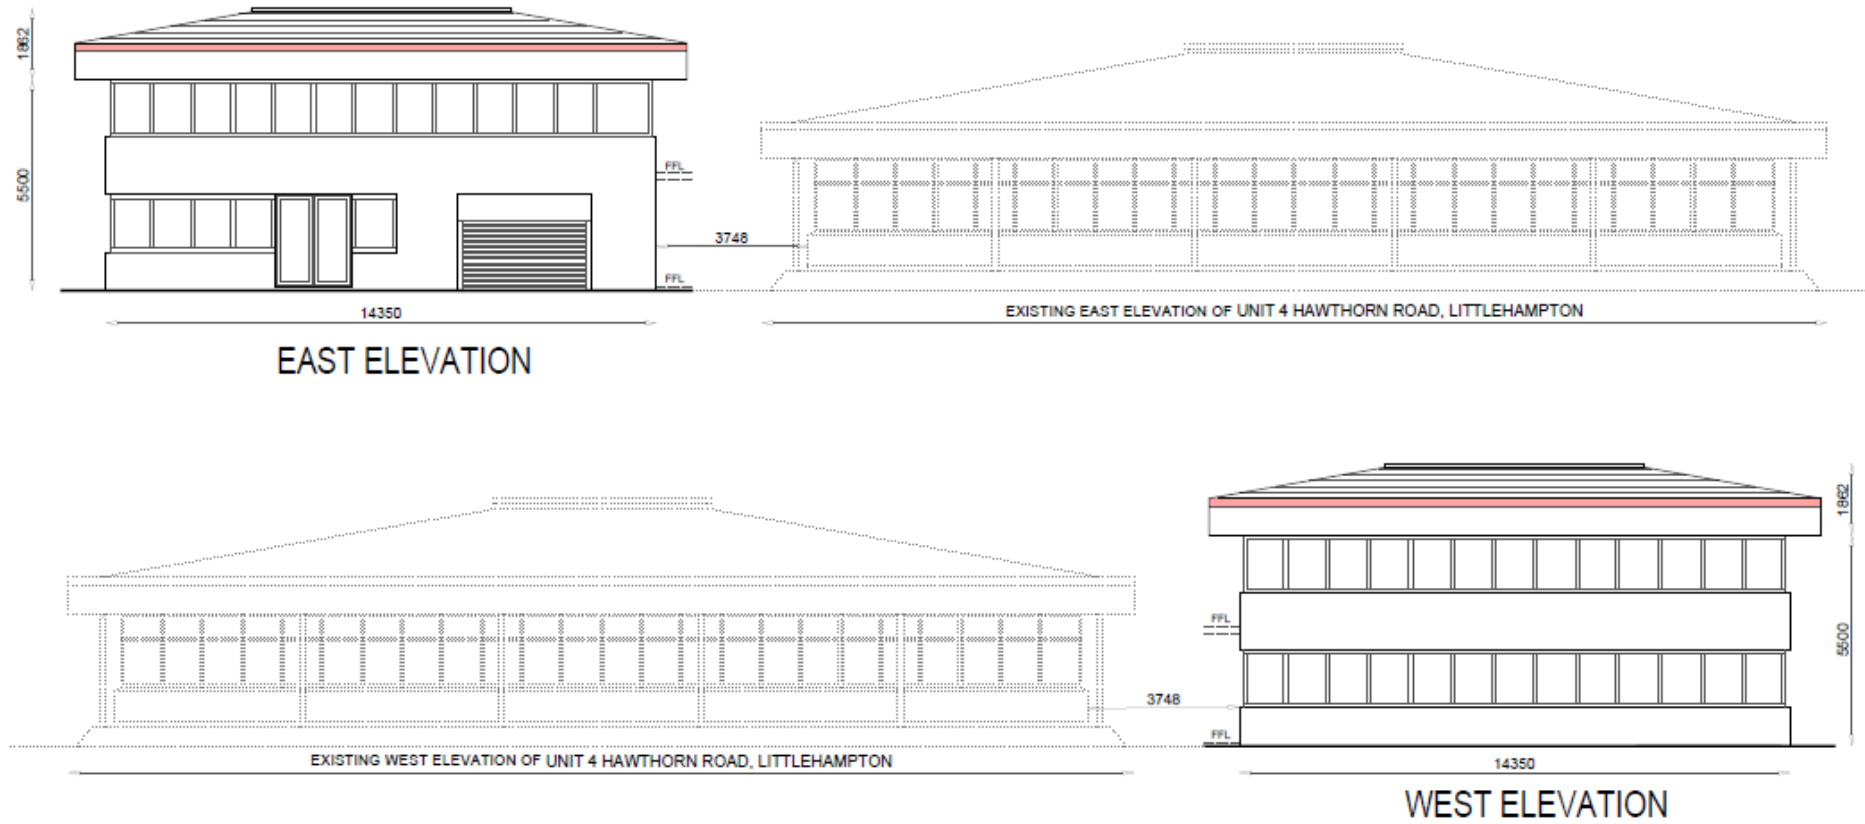 1862
5500
FFL
3748
FFL
14350
EXISTING EAST ELEVATION OF UNIT 4 HAWTHORN ROAD, LITTLEHAMPTON
EAST ELEVATION
1862
5500
FFL
3748
FFL
EXISTING WEST ELEVATION OF UNIT 4 HAWTHORN ROAD, LITTLEHAMPTON
14350
WEST ELEVATION